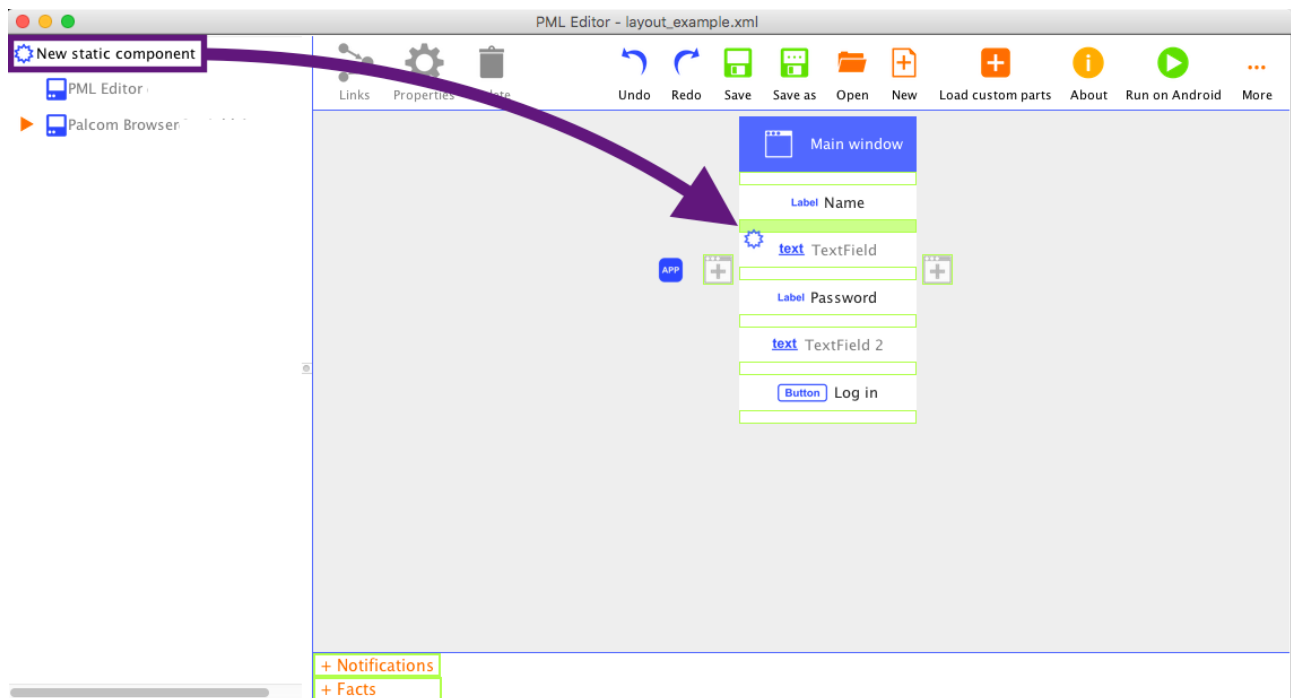 PML Editor - layout_example.xml
New static component
PML Editor
Palcom Browser
Links Properties Undo Redo Save Save as Open New Load custom parts About Run on Android More
Main window
Label Name
text TextField
APP
Label Password
text TextField 2
Button Log in
+ Notifications
+ Facts